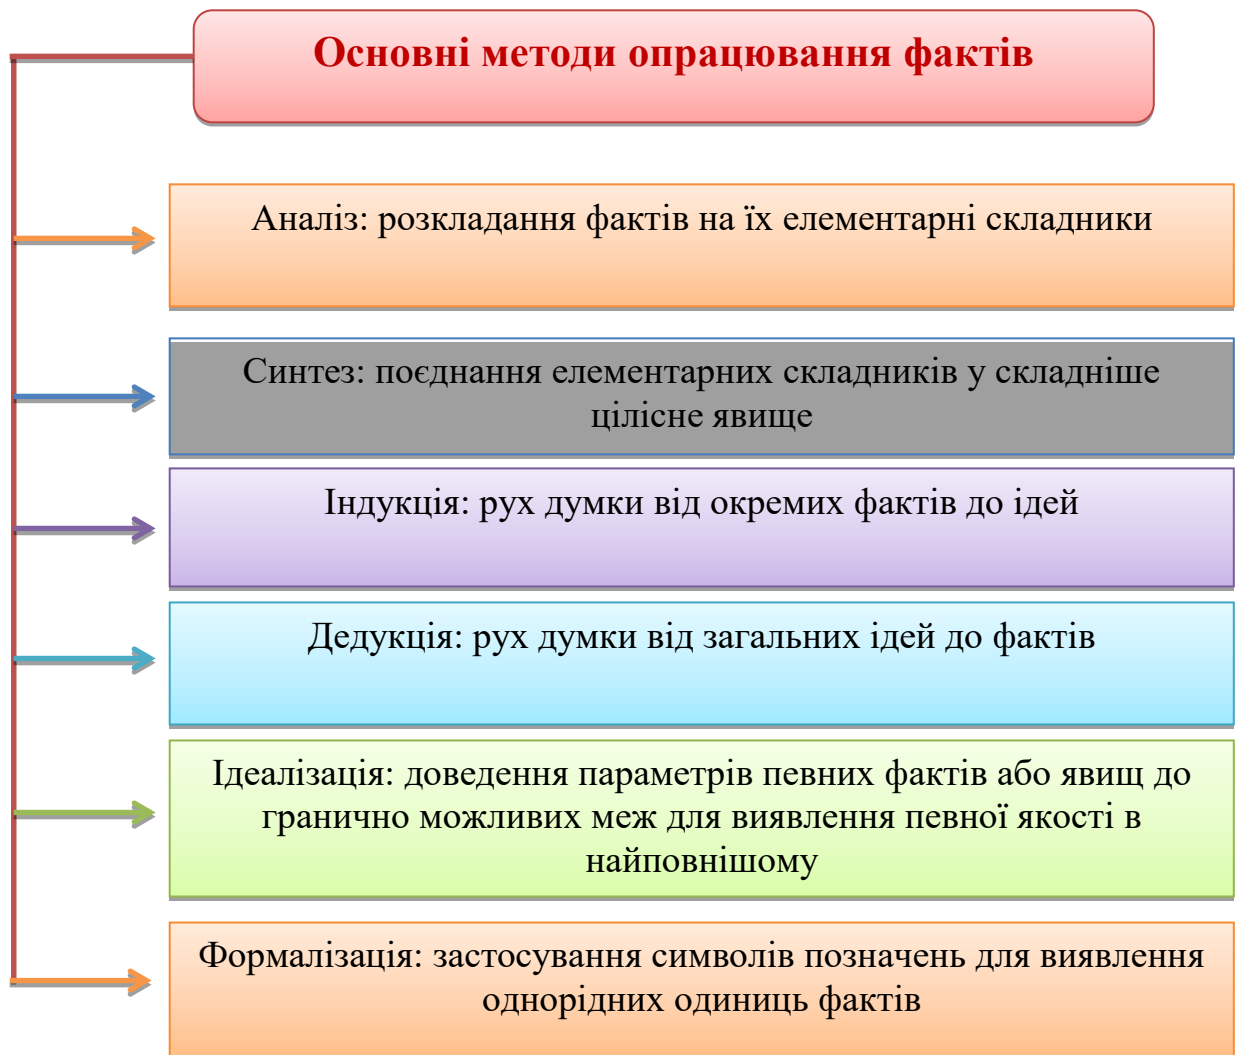 Основні методи опрацювання фактів
Аналіз: розкладання фактів на їх елементарні складники
Синтез: поєднання елементарних складників у складніше
цілісне явище
Індукція: рух думки від окремих фактів до ідей
Дедукція: рух думки від загальних ідей до фактів
Ідеалізація: доведення параметрів певних фактів або явищ до
гранично можливих меж для виявлення певної якості в
найповнішому
Формалізація: застосування символів позначень для виявлення
однорідних одиниць фактів